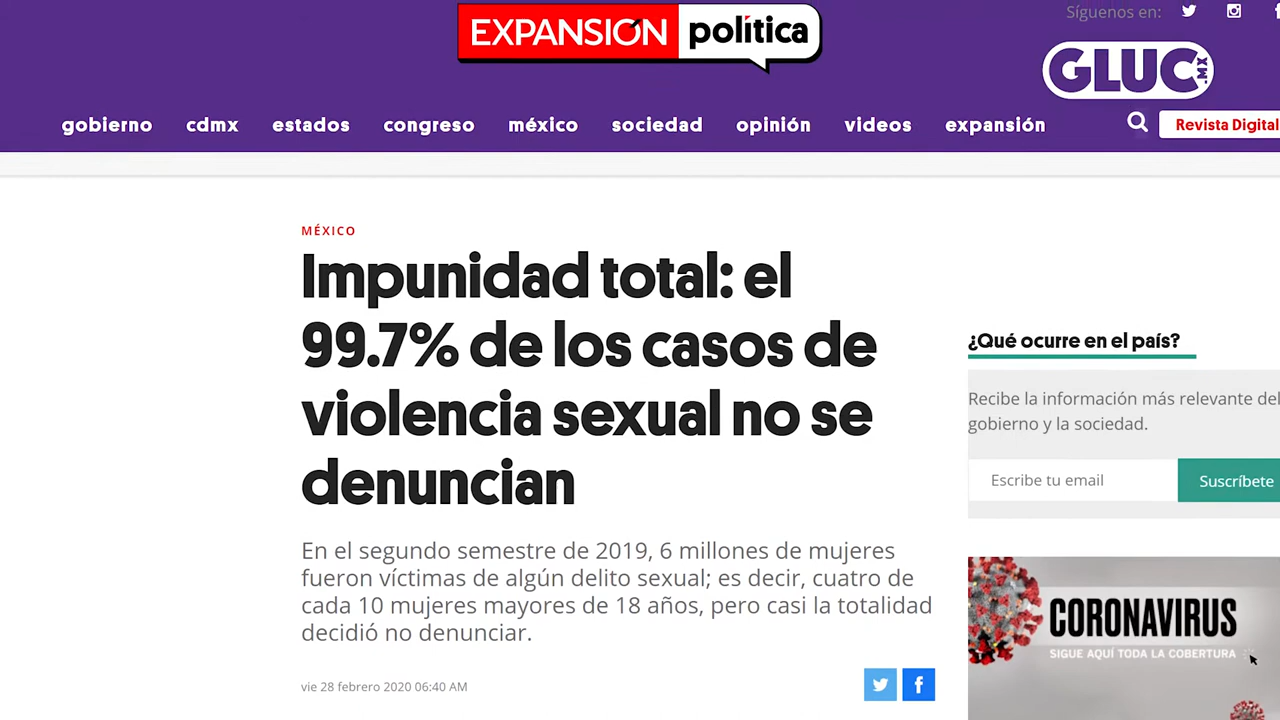 EXPANSIÓN política
Síguenos en:
GLUC.MX
gobierno cdmx estados congreso méxico sociedad opinión videos expansión
Revista Digital
MÉXICO
Impunidad total: el
99.7% de los casos de
violencia sexual no se
denuncian
En el segundo semestre de 2019, 6 millones de mujeres
fueron víctimas de algún delito sexual; es decir, cuatro de
cada 10 mujeres mayores de 18 años, pero casi la totalidad
decidió no denunciar.
vie 28 febrero 2020 06:40 AM
¿Qué ocurre en el país?
Recibe la información más relevante del
gobierno y la sociedad.
Escribe tu email
Suscríbete
CORONAVIRUS
SIGUE AQUÍ TODA LA COBERTURA